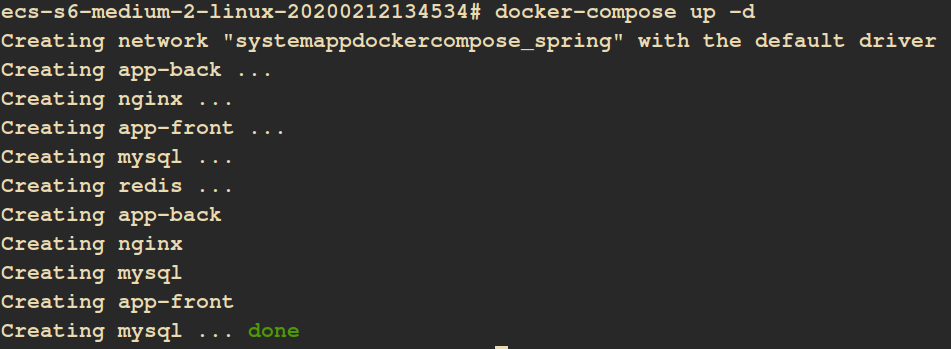 ecs-s6-medium-2-linux-20200212134534# docker-compose up -d
Creating network "systemappdockercompose_spring" with the default driver
Creating app-back ...
Creating nginx ...
Creating app-front ...
Creating mysql ...
Creating redis ...
Creating app-back
Creating nginx
Creating mysql
Creating app-front
Creating mysql ... done